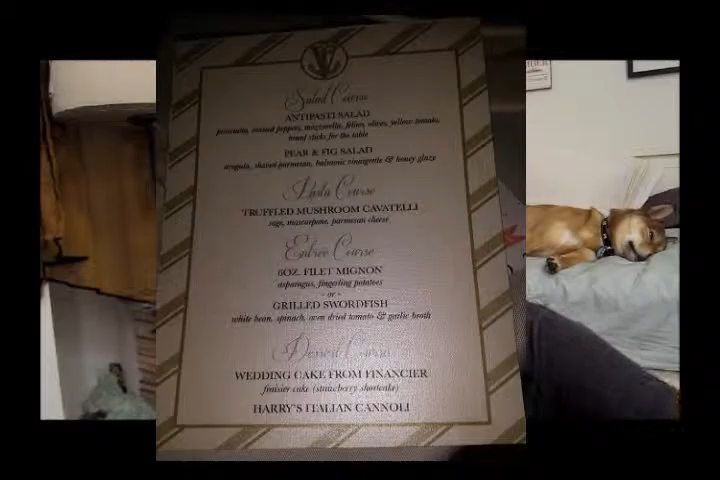 Salad Course
ANTIPASTI SALAD
prosciutto, roasted peppers, mozzarella, felino, olives, yellow tomato,
bread sticks for the table
PEAR & FIG SALAD
arugula, shaved parmesan, balsamic vinaigrette & honey glaze
Pasta Course
TRUFFLED MUSHROOM CAVATELLI
sage, mascarpone, parmesan cheese
Entrée Course
8OZ. FILET MIGNON
asparagus, fingerling potatoes
- or -
GRILLED SWORDFISH
white bean, spinach, oven dried tomato & garlic broth
Dessert Course
WEDDING CAKE FROM FINANCIER
fraisier cake (strawberry shortcake)
HARRY'S ITALIAN CANNOLI